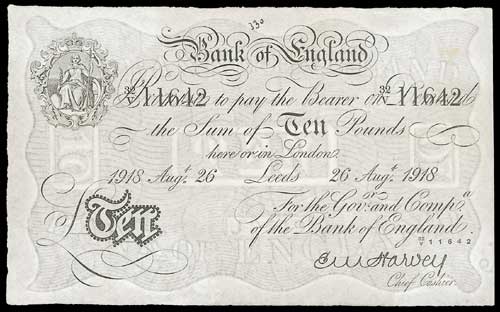 130
Bank of England
32/N 11642 32/N 11642
I Promise to pay the Bearer on Demand
the Sum of Ten Pounds
here or in London
1918 Augt. 26 Leeds 26 Augt. 1918
For the Govr. and Compa.
of the Bank of England.
£Ten
11642
E M Harvey
Chief Cashier.